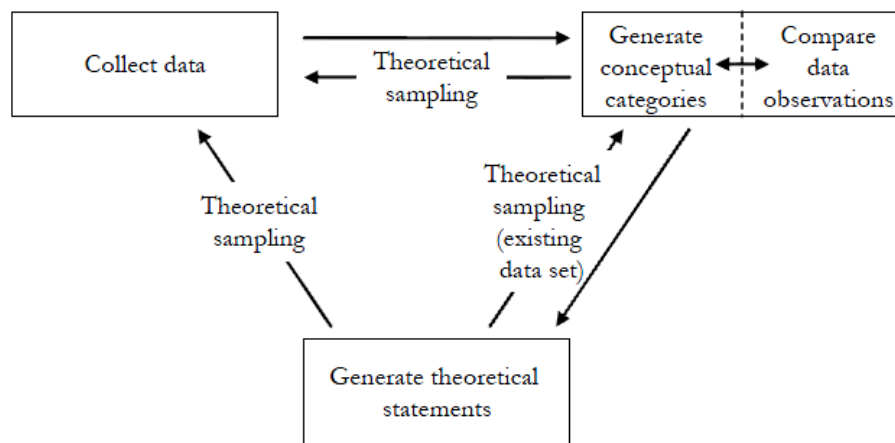 Collect data
Theoretical
sampling
Generate
conceptual
categories
Compare
data
observations
Theoretical
sampling
Theoretical
sampling
(existing
data set)
Generate theoretical
statements